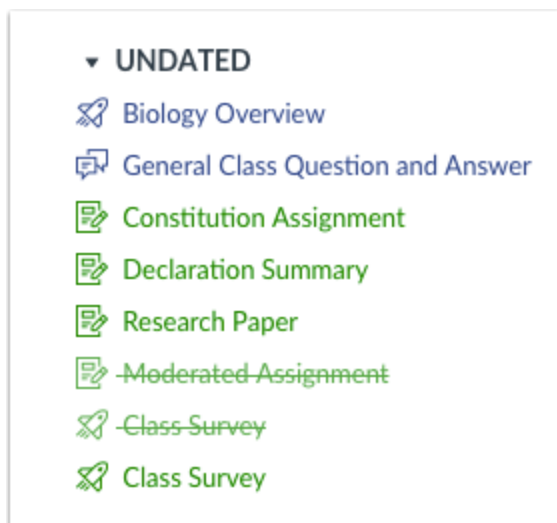 UNDATED
Biology Overview
General Class Question and Answer
Constitution Assignment
Declaration Summary
Research Paper
Moderated Assignment
Class Survey
Class Survey